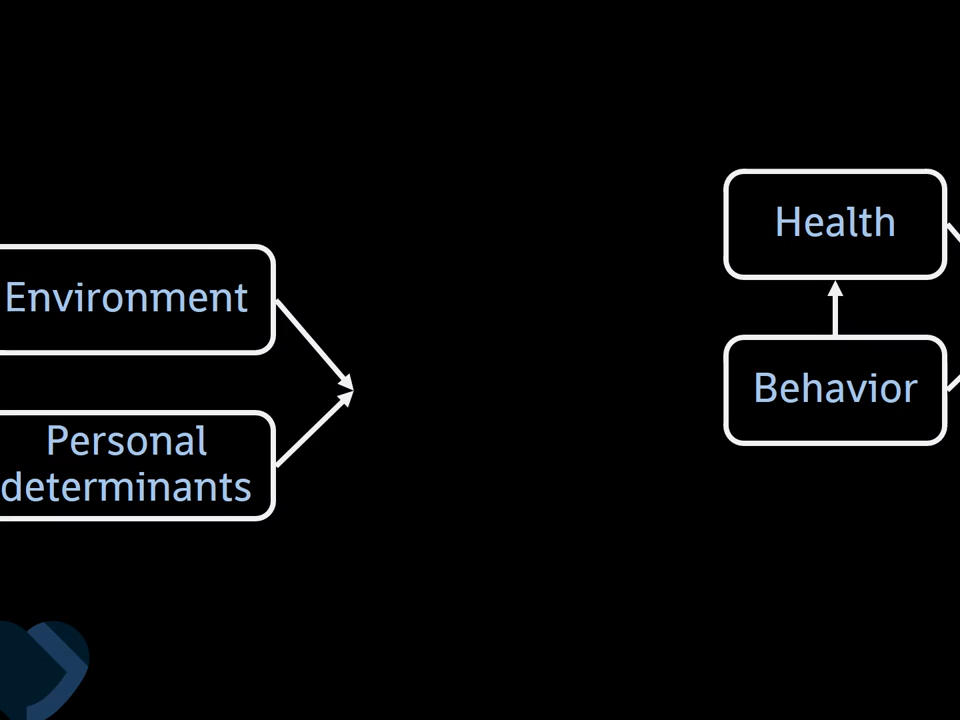 Health
Environment
Behavior
Personal
determinants